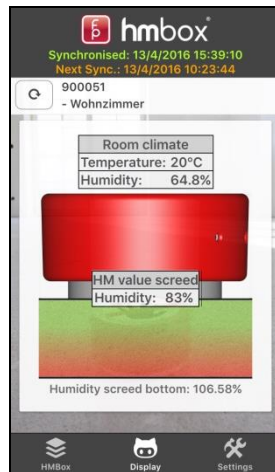 hmbox
Synchronised: 13/4/2016 15:39:10
Next Sync.: 13/4/2016 10:23:44
900051
- Wohnzimmer
Room climate
Temperature: 20°C
Humidity: 64.8%
HM value screed
Humidity: 83%
Humidity screed bottom: 106.58%
HMBox
Display
Settings